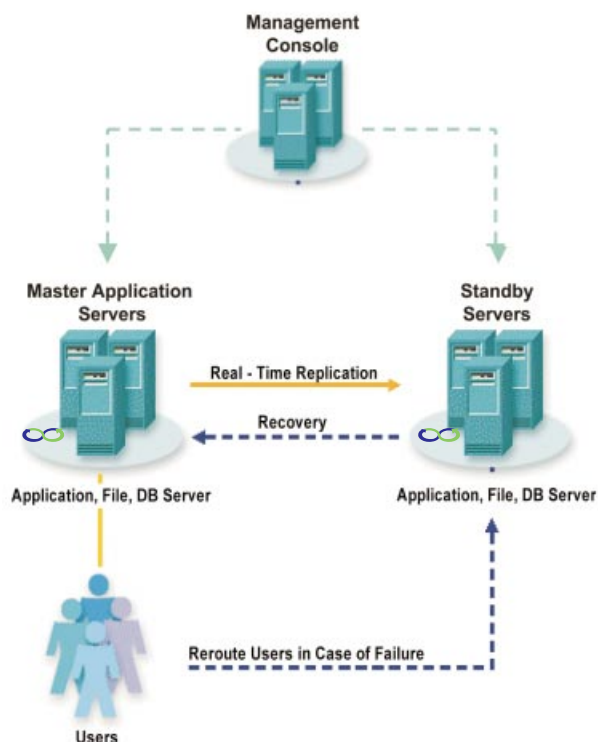 Management
Console
Master Application
Servers
Standby
Servers
Real - Time Replication
Recovery
Application, File, DB Server
Application, File, DB Server
Reroute Users in Case of Failure
Users